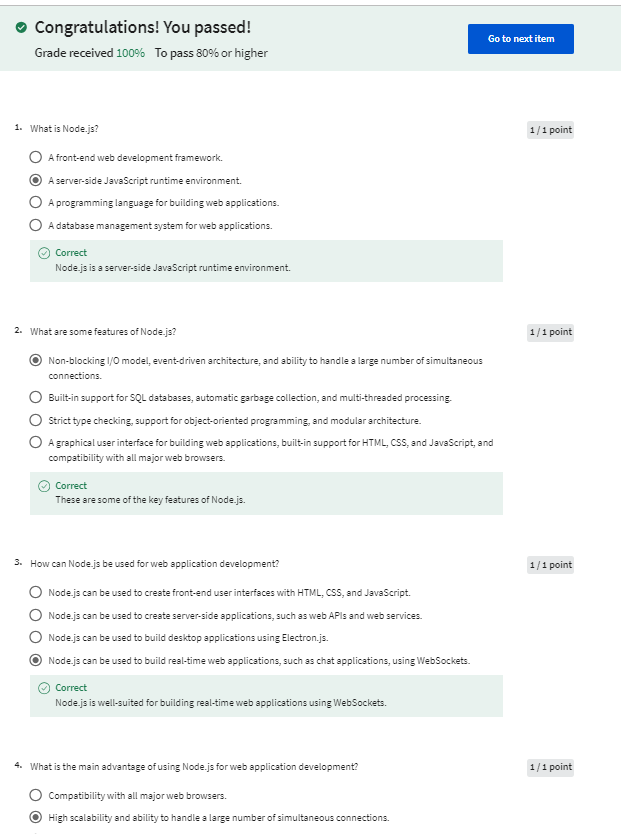 Congratulations! You passed!
Grade received 100% To pass 80% or higher
Go to next item
1. What is Node.js?
1 / 1 point
A front-end web development framework.
A server-side JavaScript runtime environment.
A programming language for building web applications.
A database management system for web applications.
Correct
Node.js is a server-side JavaScript runtime environment.
2. What are some features of Node.js?
1 / 1 point
Non-blocking I/O model, event-driven architecture, and ability to handle a large number of simultaneous
connections.
Built-in support for SQL databases, automatic garbage collection, and multi-threaded processing.
Strict type checking, support for object-oriented programming, and modular architecture.
A graphical user interface for building web applications, built-in support for HTML, CSS, and JavaScript, and
compatibility with all major web browsers.
Correct
These are some of the key features of Node.js.
3. How can Node.js be used for web application development?
1 / 1 point
Node.js can be used to create front-end user interfaces with HTML, CSS, and JavaScript.
Node.js can be used to create server-side applications, such as web APIs and web services.
Node.js can be used to build desktop applications using Electron.js.
Node.js can be used to build real-time web applications, such as chat applications, using WebSockets.
Correct
Node.js is well-suited for building real-time web applications using WebSockets.
4. What is the main advantage of using Node.js for web application development?
1 / 1 point
Compatibility with all major web browsers.
High scalability and ability to handle a large number of simultaneous connections.